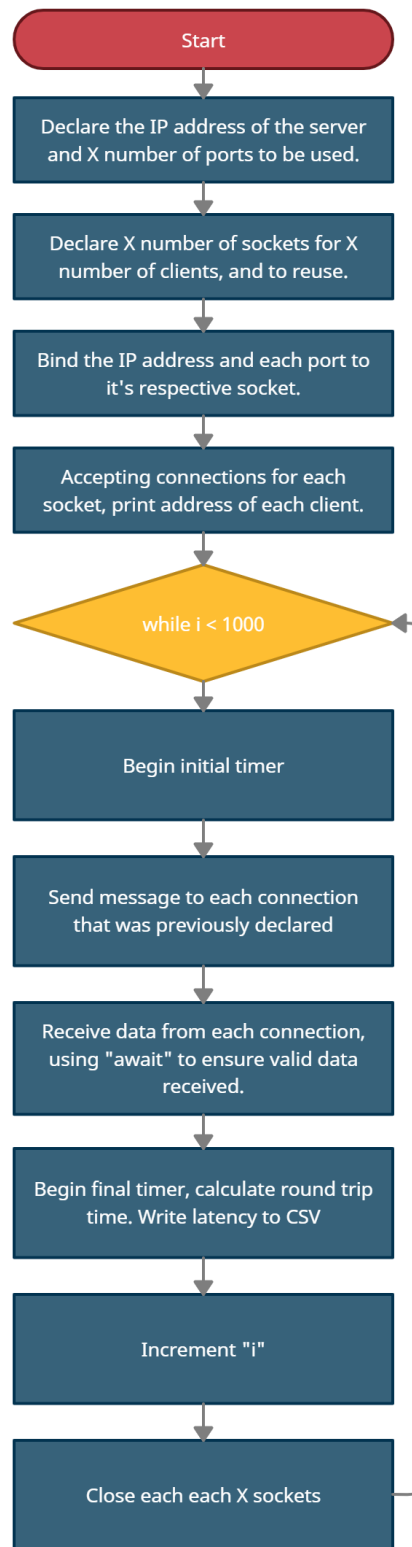 Start
Declare the IP address of the server
and X number of ports to be used.
Declare X number of sockets for X
number of clients, and to reuse.
Bind the IP address and each port to
it's respective socket.
Accepting connections for each
socket, print address of each client.
while i < 1000
Begin initial timer
Send message to each connection
that was previously declared
Receive data from each connection,
using "await" to ensure valid data
received.
Begin final timer, calculate round trip
time. Write latency to CSV
Increment "i"
Close each each X sockets